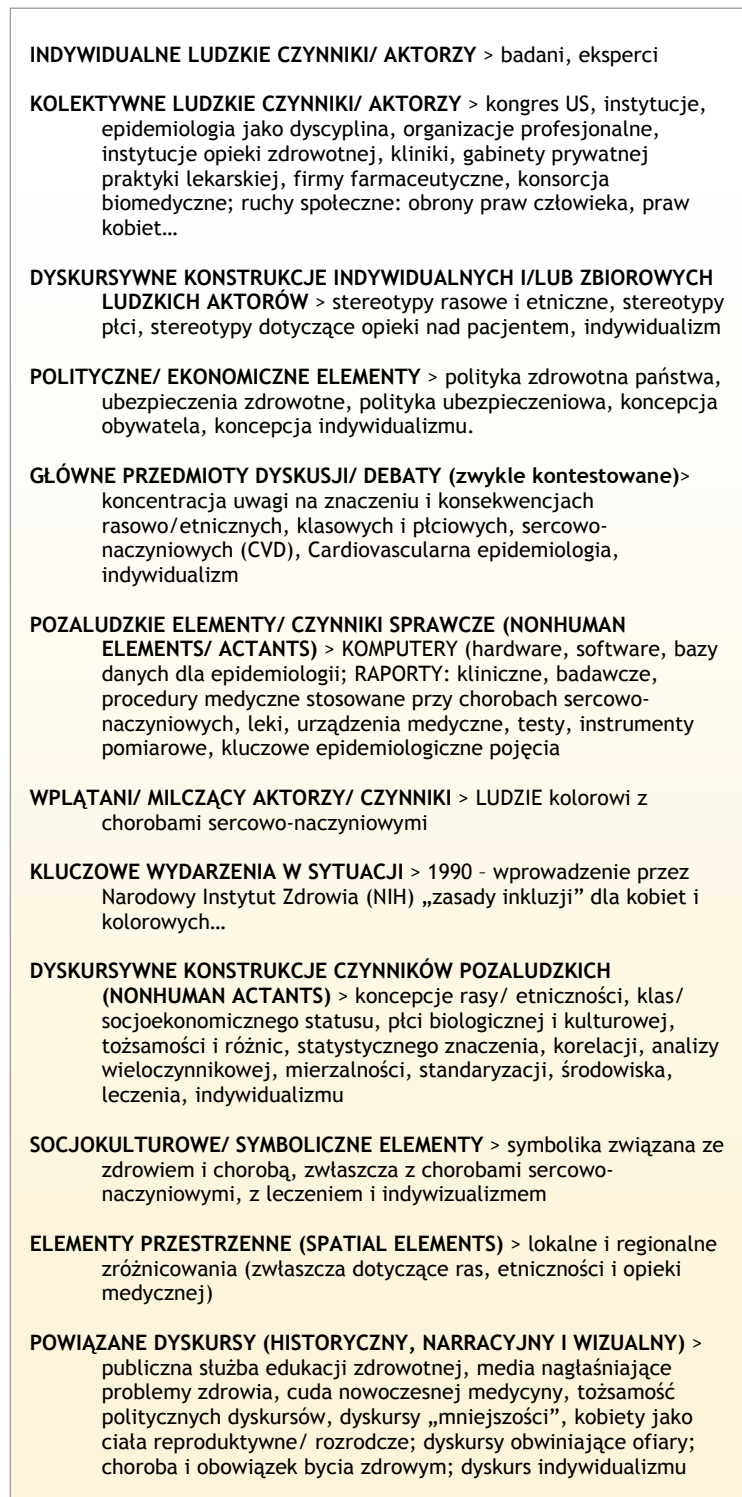 INDYWIDUALNE LUDZKIE CZYNNIKI/ AKTORZY > badani, eksperci
KOLEKTYWNE LUDZKIE CZYNNIKI/ AKTORZY > kongres US, instytucje,
epidemiologia jako dyscyplina, organizacje profesjonalne,
instytucje opieki zdrowotnej, kliniki, gabinety prywatnej
praktyki lekarskiej, firmy farmaceutyczne, konsorcja
biomedyczne; ruchy społeczne: obrony praw człowieka, praw
kobiet…
DYSKURSYWNE KONSTRUKCJE INDYWIDUALNYCH I/LUB ZBIOROWYCH
LUDZKICH AKTORÓW > stereotypy rasowe i etniczne, stereotypy
płci, stereotypy dotyczące opieki nad pacjentem, indywidualizm
POLITYCZNE/ EKONOMICZNE ELEMENTY > polityka zdrowotna państwa,
ubezpieczenia zdrowotne, polityka ubezpieczeniowa, koncepcja
obywatela, koncepcja indywidualizmu.
GŁÓWNE PRZEDMIOTY DYSKUSJI/ DEBATY (zwykle kontestowane)>
koncentracja uwagi na znaczeniu i konsekwencjach
rasowo/etnicznych, klasowych i płciowych, sercowo-
naczyniowych (CVD), Cardiovascularna epidemiologia,
indywidualizm
POZALUDZKIE ELEMENTY/ CZYNNIKI SPRAWCZE (NONHUMAN
ELEMENTS/ ACTANTS) > KOMPUTERY (hardware, software, bazy
danych dla epidemiologii; RAPORTY: kliniczne, badawcze,
procedury medyczne stosowane przy chorobach sercowo-
naczyniowych, leki, urządzenia medyczne, testy, instrumenty
pomiarowe, kluczowe epidemiologiczne pojęcia
WPLĄTANI/ MILCZĄCY AKTORZY/ CZYNNIKI > LUDZIE kolorowi z
chorobami sercowo-naczyniowymi
KLUCZOWE WYDARZENIA W SYTUACJI > 1990 – wprowadzenie przez
Narodowy Instytut Zdrowia (NIH) „zasady inkluzji” dla kobiet i
kolorowych…
DYSKURSYWNE KONSTRUKCJE CZYNNIKÓW POZALUDZKICH
(NONHUMAN ACTANTS) > koncepcje rasy/ etniczności, klas/
socjoekonomicznego statusu, płci biologicznej i kulturowej,
tożsamości i różnic, statystycznego znaczenia, korelacji, analizy
wieloczynnikowej, mierzalności, standaryzacji, środowiska,
leczenia, indywidualizmu
SOCJOKULTUROWE/ SYMBOLICZNE ELEMENTY > symbolika związana ze
zdrowiem i chorobą, zwłaszcza z chorobami sercowo-
naczyniowymi, z leczeniem i indywizualizmem
ELEMENTY PRZESTRZENNE (SPATIAL ELEMENTS) > lokalne i regionalne
zróżnicowania (zwłaszcza dotyczące ras, etniczności i opieki
medycznej)
POWIĄZANE DYSKURSY (HISTORYCZNY, NARRACYJNY I WIZUALNY) >
publiczna służba edukacji zdrowotnej, media nagłaśniające
problemy zdrowia, cuda nowoczesnej medycyny, tożsamość
politycznych dyskursów, dyskursy „mniejszości”, kobiety jako
ciała reproduktywne/ rozrodcze; dyskursy obwiniające ofiary;
choroba i obowiązek bycia zdrowym; dyskurs indywidualizmu